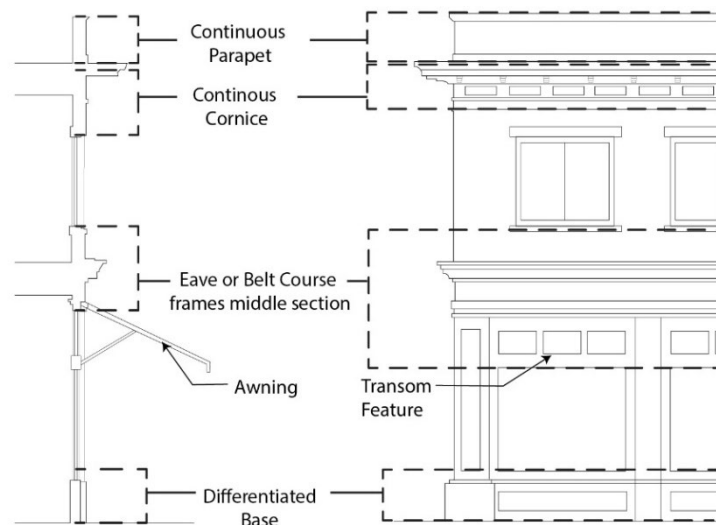 Continuous
Parapet
Continous
Cornice
Eave or Belt Course
frames middle section
Awning
Transom
Feature
Differentiated
Base